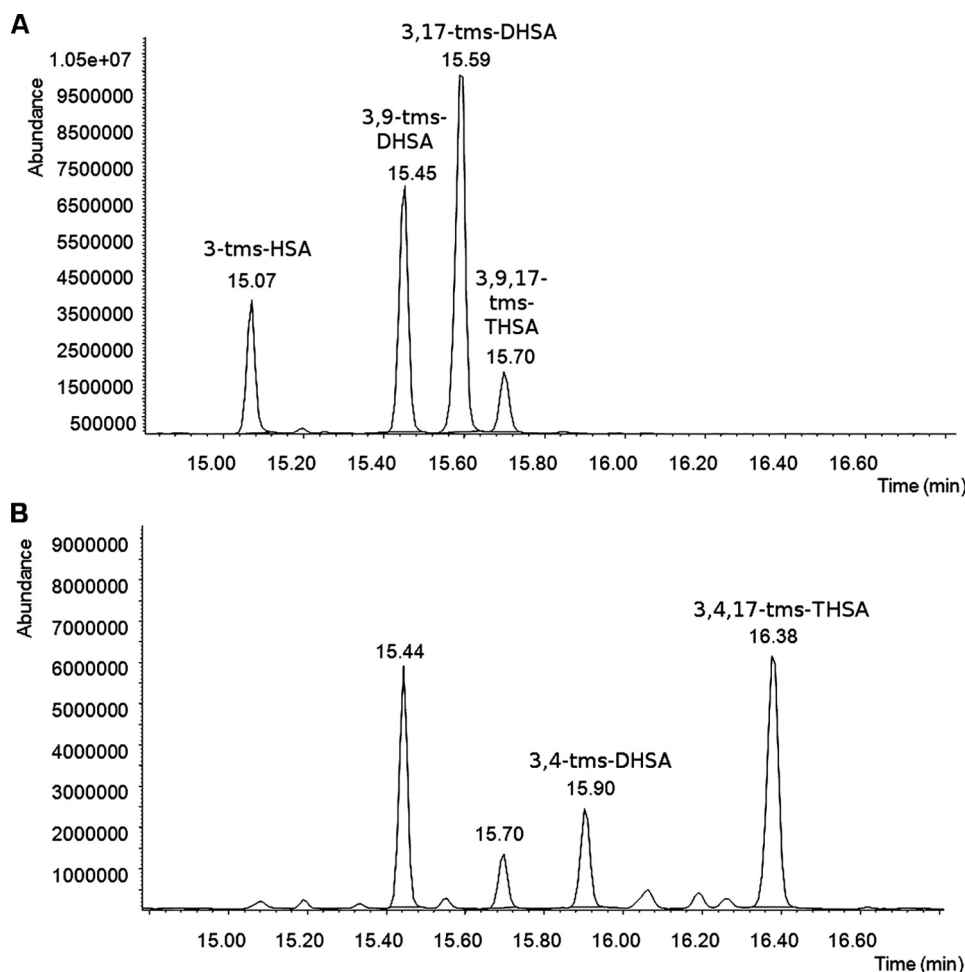 A
3,17-tms-DHSA
15.59
3,9-tms-
DHSA
15.45
3-tms-HSA
15.07
3,9,17-
tms-
THSA
15.70
Abundance
1.05e+07
9500000
8500000
7500000
6500000
5500000
4500000
3500000
2500000
1500000
500000
15.00 15.20 15.40 15.60 15.80 16.00 16.20 16.40 16.60
Time (min)
B
Abundance
9000000
8000000
7000000
6000000
5000000
4000000
3000000
2000000
1000000
15.44
15.70
3,4-tms-DHSA
15.90
3,4,17-tms-THSA
16.38
15.00 15.20 15.40 15.60 15.80 16.00 16.20 16.40 16.60
Time (min)